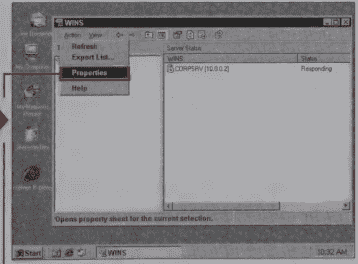 WINS
Action View
Refresh
Export List...
Properties
Help
Server Status
WINS Status
CORPSRV [10.0.0.2] Responding
Opens property sheet for the current selection.
Start WINS 10:32 AM